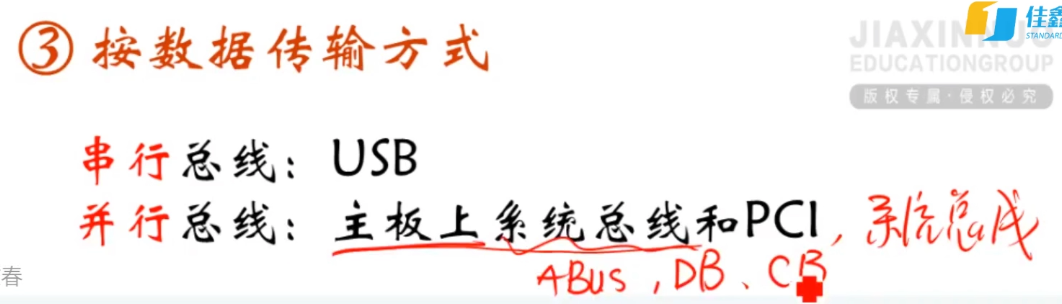 ③ 按数据传输方式
佳鑫
STANDARD
EDUCATIONGROUP
版权专属·侵权必究
串行总线：USB
并行总线：主板上系统总线和PCI，系统总线
ABUS，DB、CB
春